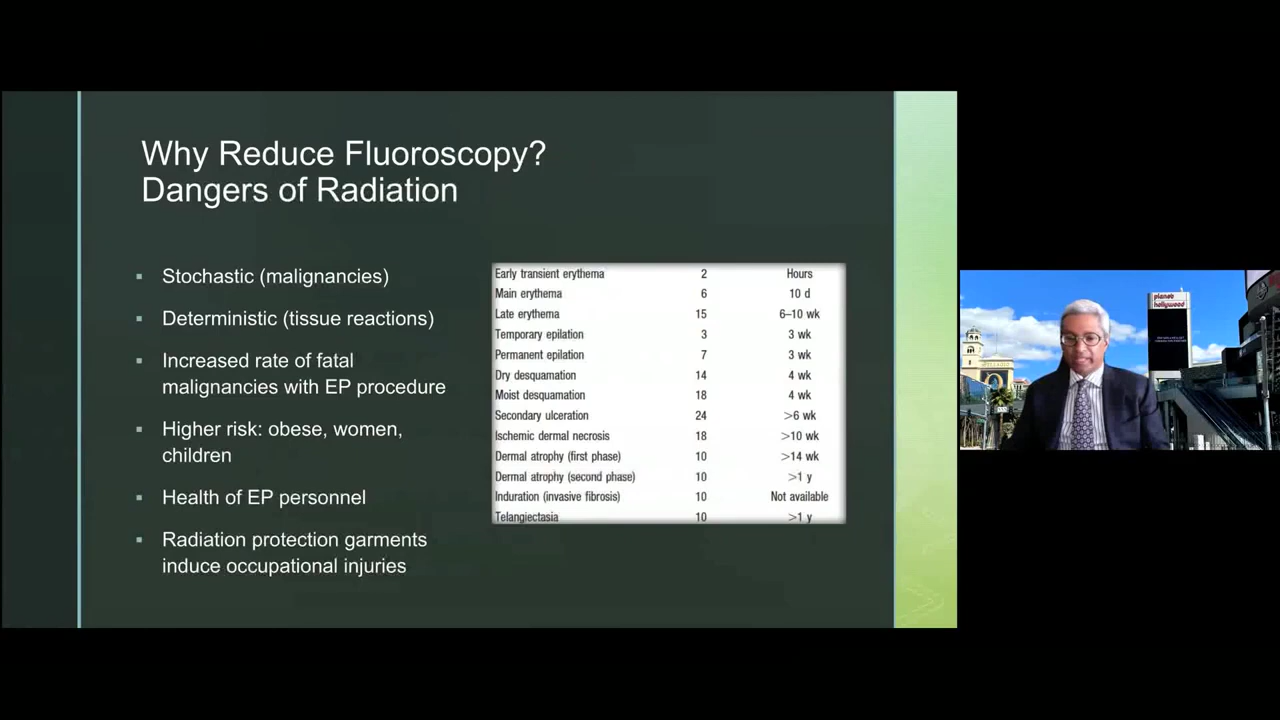 Why Reduce Fluoroscopy?
Dangers of Radiation
▪ Stochastic (malignancies)
▪ Deterministic (tissue reactions)
▪ Increased rate of fatal
malignancies with EP procedure
▪ Higher risk: obese, women,
children
▪ Health of EP personnel
▪ Radiation protection garments
induce occupational injuries
Early transient erythema 2 Hours
Main erythema 6 10 d
Late erythema 15 6–10 wk
Temporary epilation 3 3 wk
Permanent epilation 7 3 wk
Dry desquamation 14 4 wk
Moist desquamation 18 4 wk
Secondary ulceration 24 >6 wk
Ischemic dermal necrosis 18 >10 wk
Dermal atrophy (first phase) 10 >14 wk
Dermal atrophy (second phase) 10 >1 y
Induration (invasive fibrosis) 10 Not available
Telangiectasia 10 >1 y
planet
hollywood